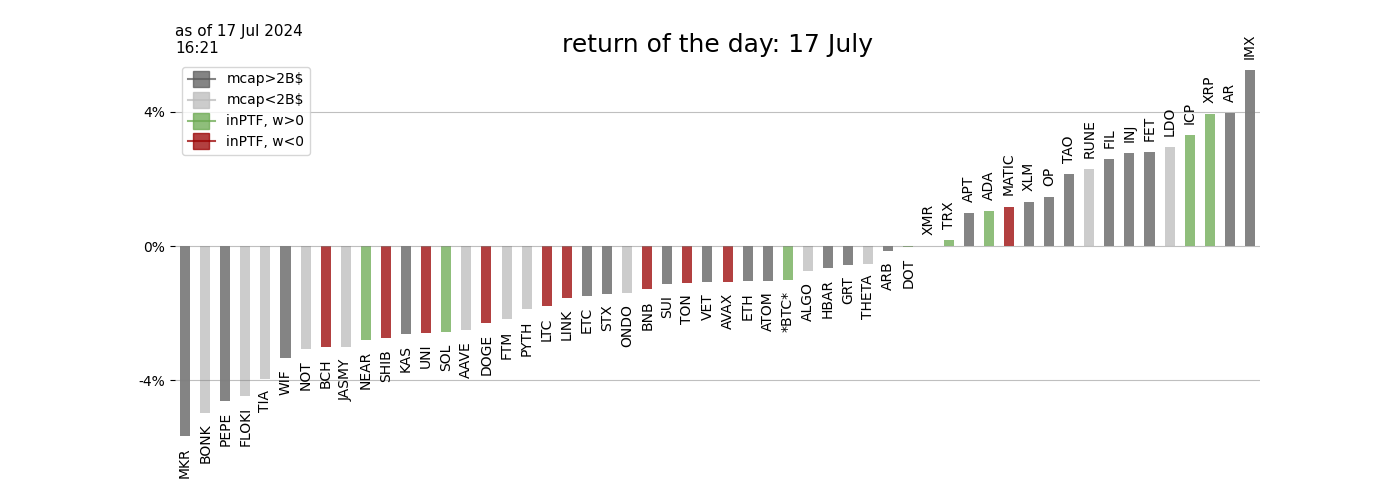 as of 17 Jul 2024
16:21
return of the day: 17 July
mcap>2B$
mcap<2B$
inPTF, w>0
inPTF, w<0
4%
0%
-4%
MKR
BONK
PEPE
FLOKI
TIA
WIF
NOT
BCH
JASMY
NEAR
SHIB
KAS
UNI
SOL
AAVE
DOGE
FTM
PYTH
LTC
LINK
ETC
STX
ONDO
BNB
SUI
TON
VET
AVAX
ETH
ATOM
*BTC*
ALGO
HBAR
GRT
THETA
ARB
DOT
XMR
TRX
APT
ADA
MATIC
XLM
OP
TAO
RUNE
FIL
INJ
FET
LDO
ICP
XRP
AR
IMX